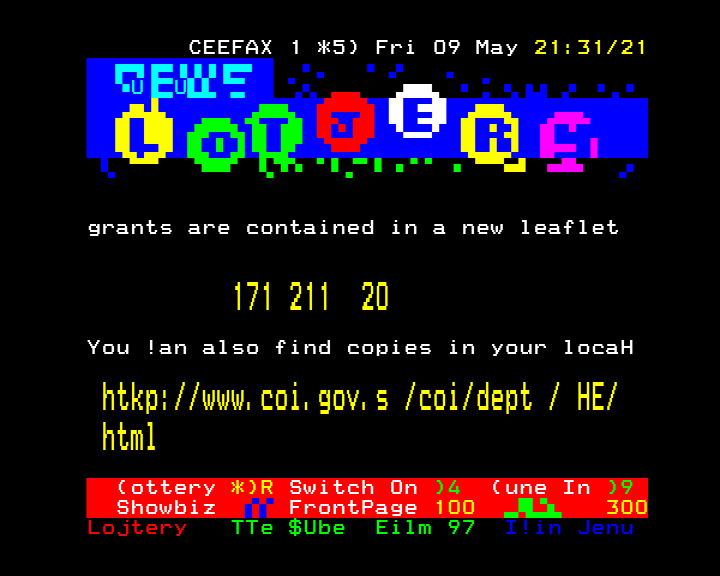 CEEFAX 1 *5) Fri 09 May 21:31/21
LOTJERY
grants are contained in a new leaflet
171 211 20
You !an also find copies in your locaH
htkp://www.coi.gov.s /coi/dept / HE/
html
(ottery *)R Switch On )4 (une In )9
Showbiz FrontPage 100 300
Lojtery TTe $Ube Eilm 97 I!in Jenu